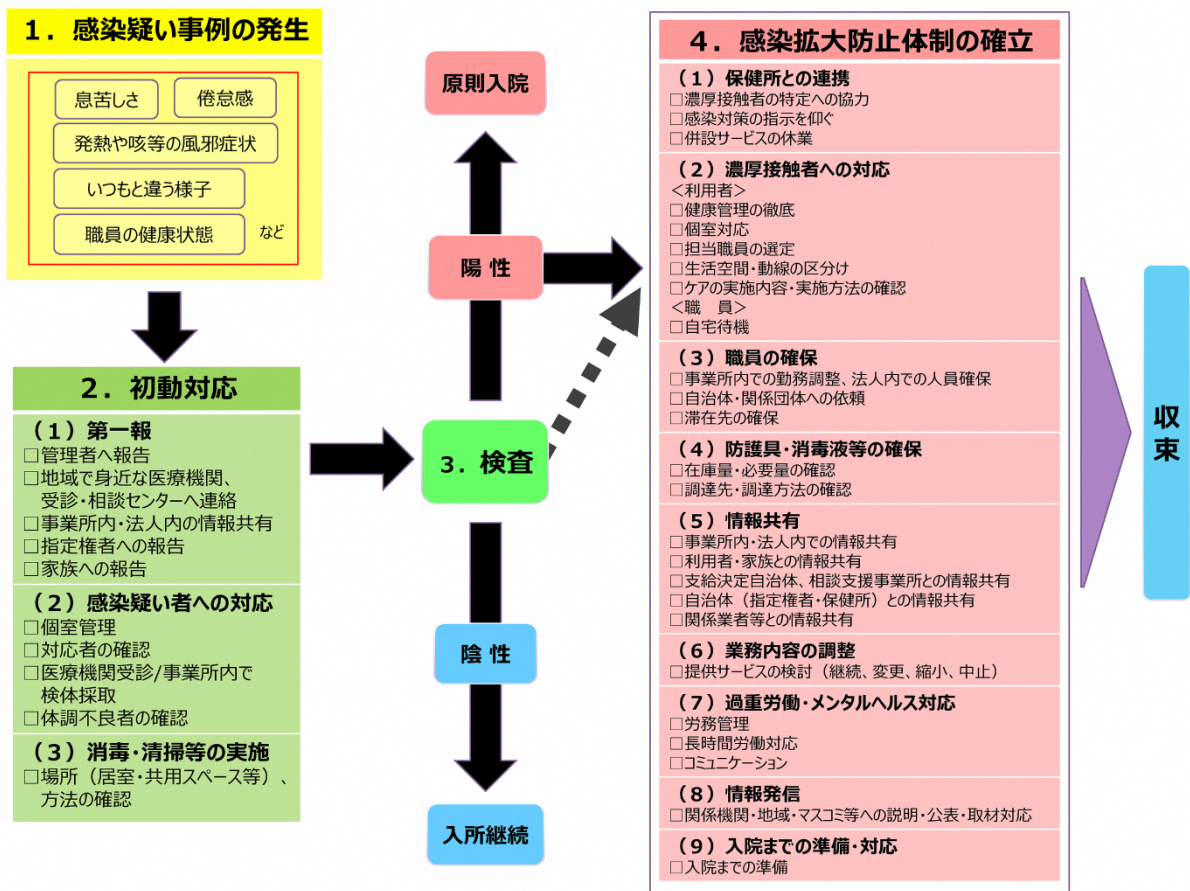 1．感染疑い事例の発生
息苦しさ
倦怠感
発熱や咳等の風邪症状
いつもと違う様子
職員の健康状態
など
2．初動対応
（1）第一報
□管理者へ報告
□地域で身近な医療機関、
受診・相談センターへ連絡
□事業所内・法人内の情報共有
□指定権者への報告
□家族への報告
（2）感染疑い者への対応
□個室管理
□対応者の確認
□医療機関受診/事業所内で
検体採取
□体調不良者の確認
（3）消毒・清掃等の実施
□場所（居室・共用スペース等）、
方法の確認
原則入院
陽 性
3．検査
陰 性
入所継続
4．感染拡大防止体制の確立
（1）保健所との連携
□濃厚接触者の特定への協力
□感染対策の指示を仰ぐ
□併設サービスの休業
（2）濃厚接触者への対応
＜利用者＞
□健康管理の徹底
□個室対応
□担当職員の選定
□生活空間・動線の区分け
□ケアの実施内容・実施方法の確認
＜職　員＞
□自宅待機
（3）職員の確保
□事業所内での勤務調整、法人内での人員確保
□自治体・関係団体への依頼
□滞在先の確保
（4）防護具・消毒液等の確保
□在庫量・必要量の確認
□調達先・調達方法の確認
（5）情報共有
□事業所内・法人内での情報共有
□利用者・家族との情報共有
□支給決定自治体、相談支援事業所との情報共有
□自治体（指定権者・保健所）との情報共有
□関係業者等との情報共有
（6）業務内容の調整
□提供サービスの検討（継続、変更、縮小、中止）
（7）過重労働・メンタルヘルス対応
□労務管理
□長時間労働対応
□コミュニケーション
（8）情報発信
□関係機関・地域・マスコミ等への説明・公表・取材対応
（9）入院までの準備・対応
□入院までの準備
収束